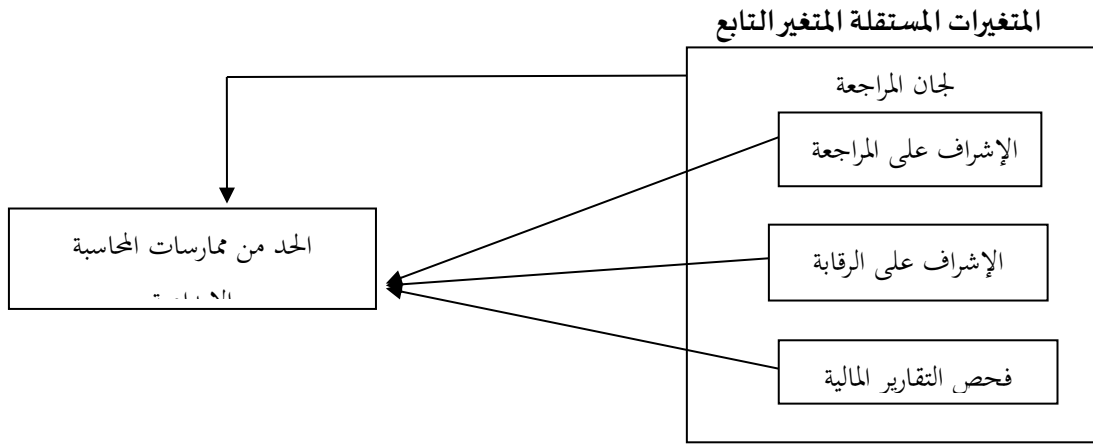 المتغيرات المستقلة المتغير التابع
لجان المراجعة
الإشراف على المراجعة
الإشراف على الرقابة
فحص التقارير المالية
الحد من ممارسات المحاسبة